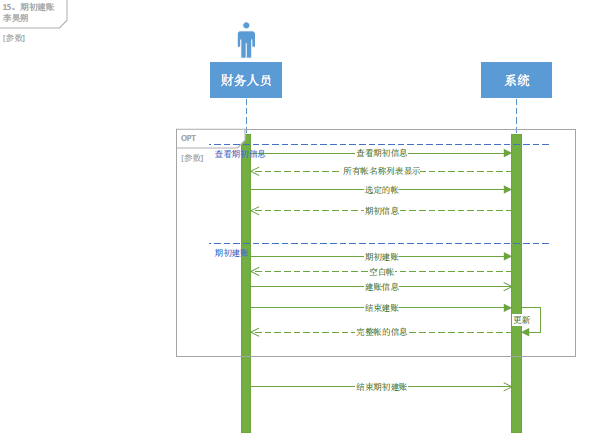 15。期初建账
李昊朔
[参数]
财务人员
系统
OPT
[参数]
查看期初信息
查看期初信息
所有帐名称列表显示
选定的帐
期初信息
期初建账
期初建账
空白帐
建账信息
结束建账
更新
完整帐的信息
结束期初建账